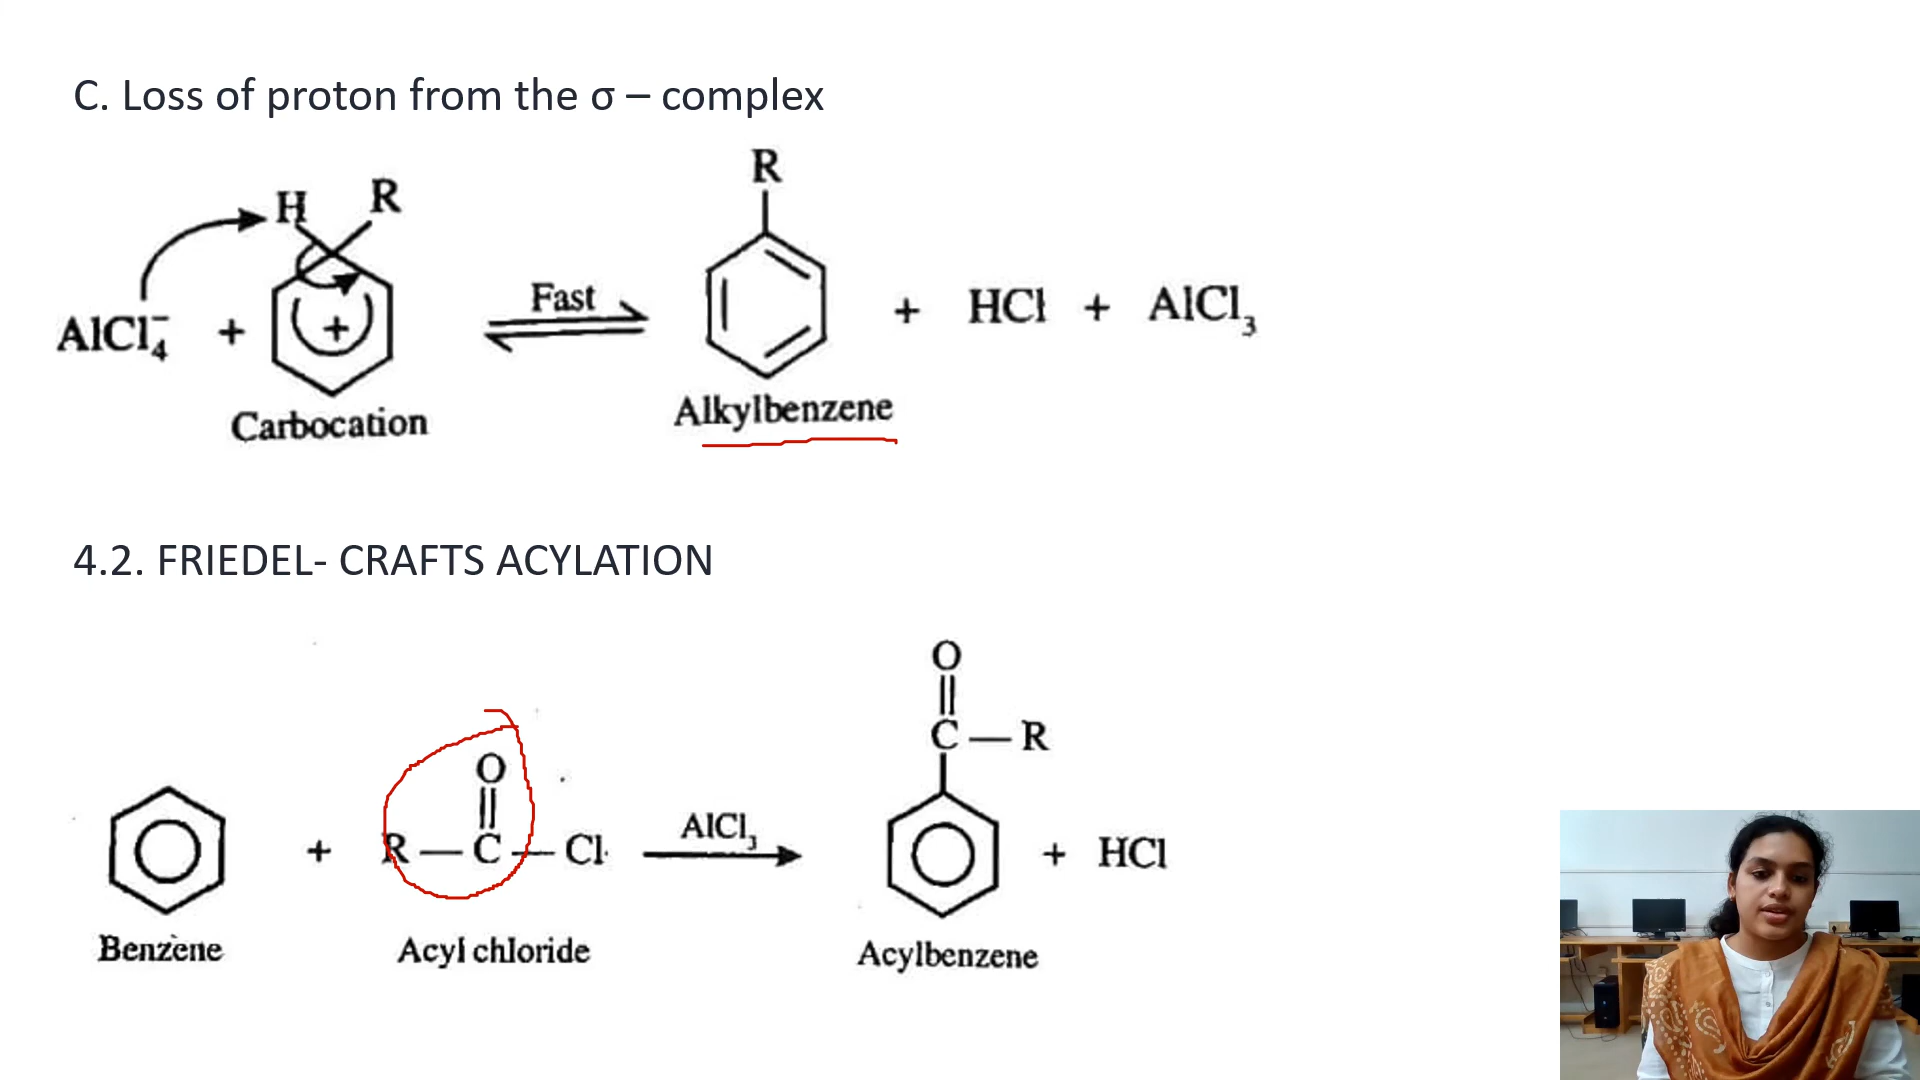 C. Loss of proton from the σ – complex
R
H R
Fast
AlCl₄⁻ + + + HCl + AlCl₃
Carbocation Alkylbenzene
4.2. FRIEDEL- CRAFTS ACYLATION
O
C — R
O
AlCl₃
+ R — C — Cl + HCl
Benzene Acyl chloride Acylbenzene